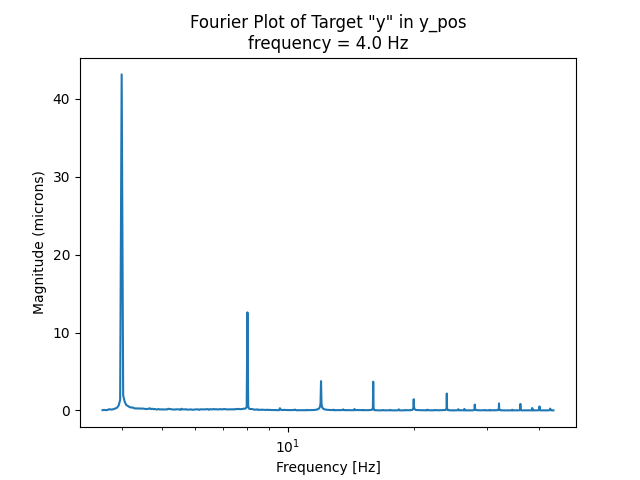 Fourier Plot of Target "y" in y_pos
frequency = 4.0 Hz
40
30
20
10
0
Magnitude (microns)
10¹
Frequency [Hz]